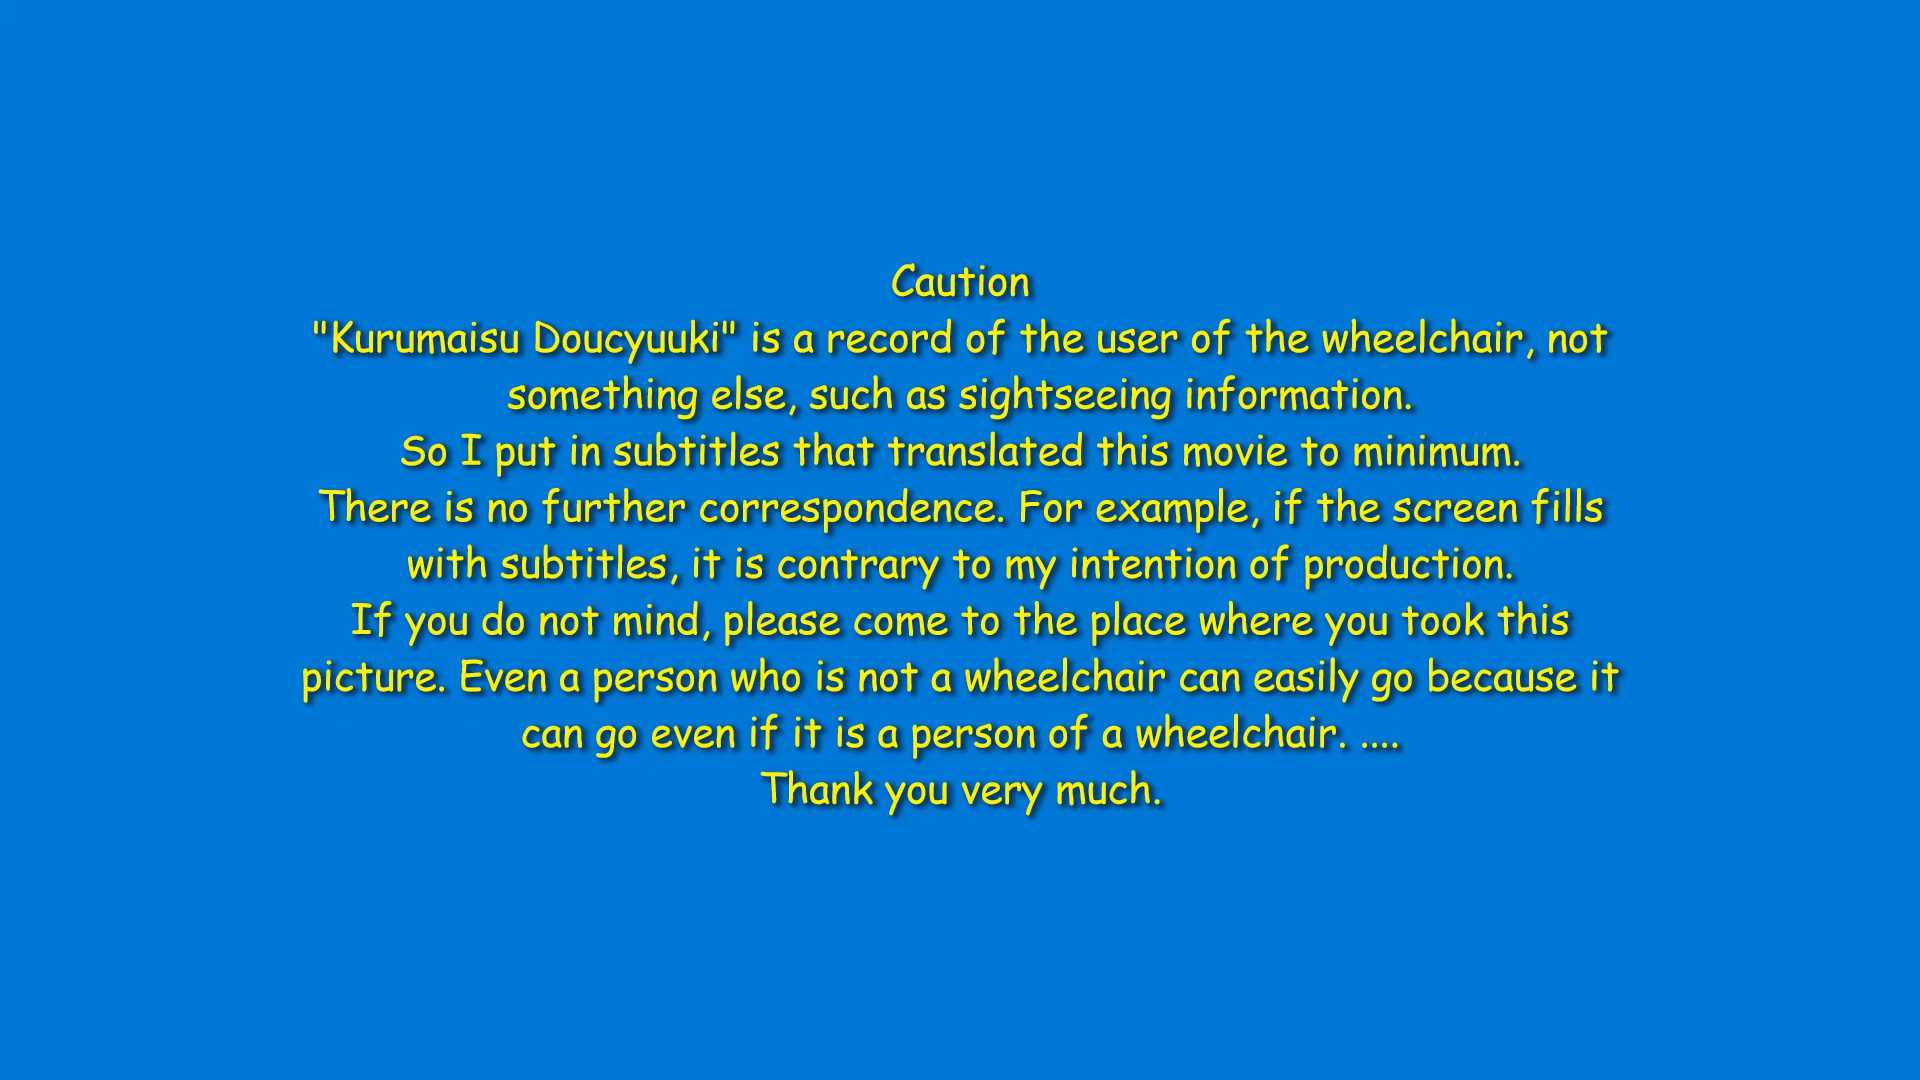 Caution
"Kurumaisu Doucyuuki" is a record of the user of the wheelchair, not
something else, such as sightseeing information.
So I put in subtitles that translated this movie to minimum.
There is no further correspondence. For example, if the screen fills
with subtitles, it is contrary to my intention of production.
If you do not mind, please come to the place where you took this
picture. Even a person who is not a wheelchair can easily go because it
can go even if it is a person of a wheelchair. ....
Thank you very much.